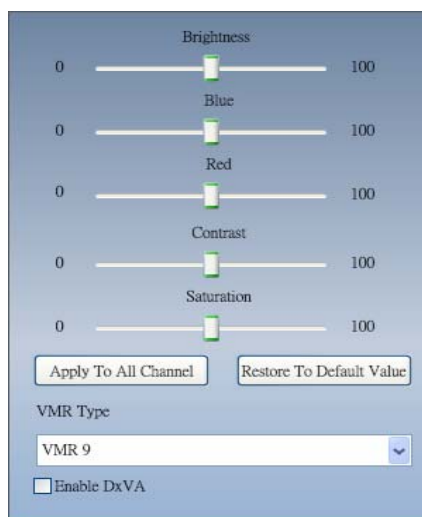 Brightness
0 100
Blue
0 100
Red
0 100
Contrast
0 100
Saturation
0 100
Apply To All Channel Restore To Default Value
VMR Type
VMR 9
Enable DxVA